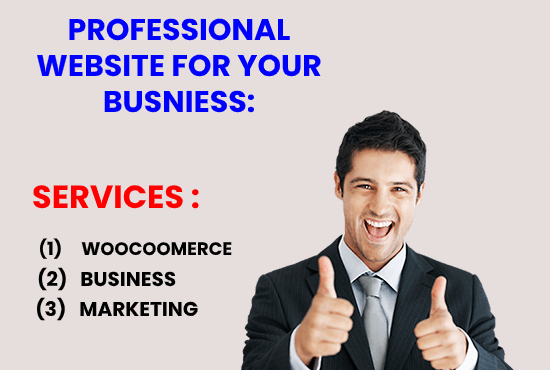 PROFESSIONAL
WEBSITE FOR YOUR
BUSNIESS:
SERVICES :
(1) WOOCOOMERCE
(2) BUSINESS
(3) MARKETING